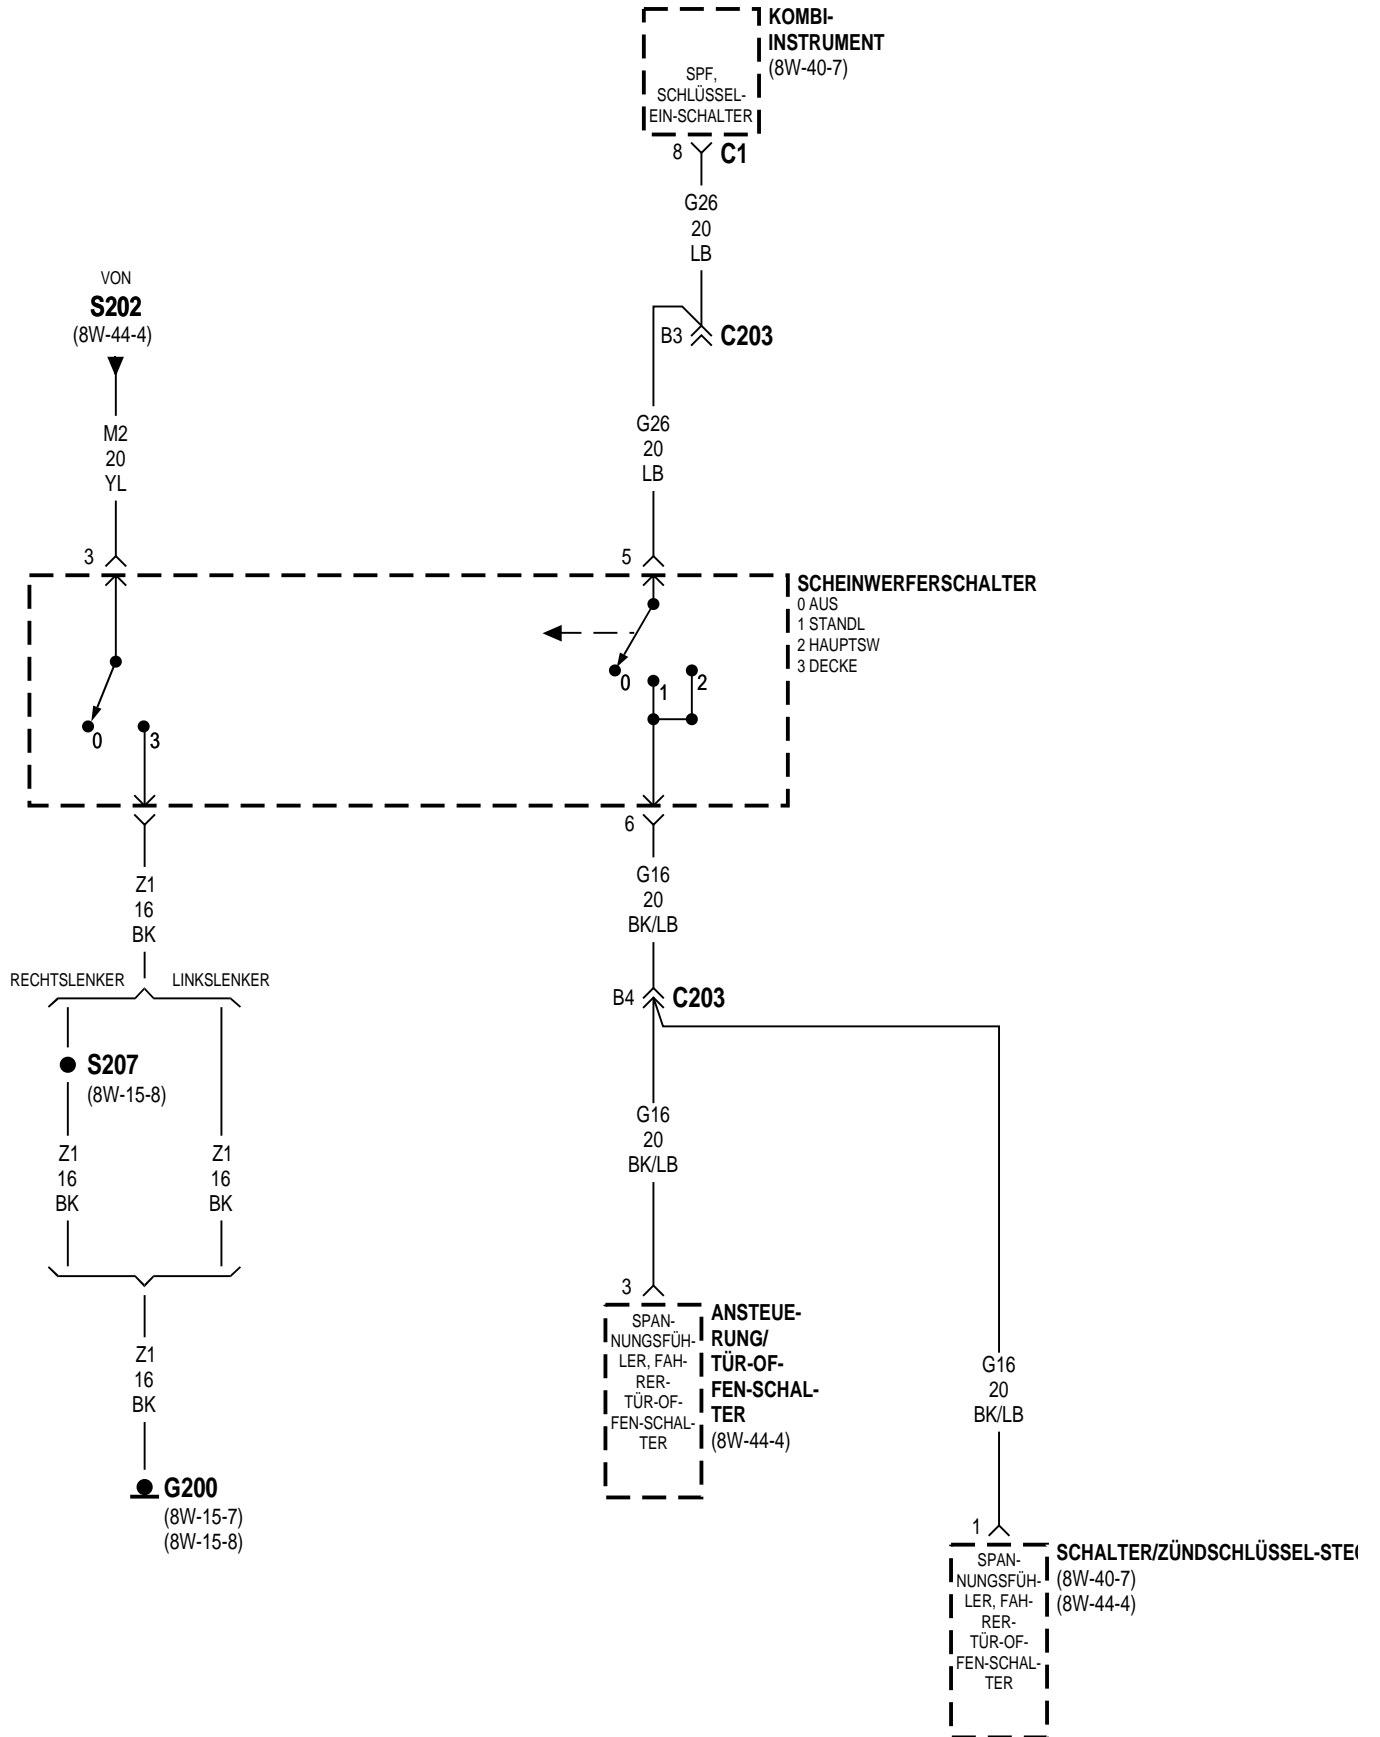 KOMBI-
INSTRUMENT
(8W-40-7)
SPF,
SCHLÜSSEL-
EIN-SCHALTER
8 C1
G26
20
LB
VON
S202
(8W-44-4)
B3 C203
M2
20
YL
G26
20
LB
3
5
SCHEINWERFERSCHALTER
0 AUS
1 STANDL
2 HAUPTSW
3 DECKE
0
1
2
0
3
6
Z1
16
BK
G16
20
BK/LB
RECHTSLENKER
LINKSLENKER
B4 C203
S207
(8W-15-8)
Z1
16
BK
Z1
16
BK
G16
20
BK/LB
3
SPAN-
NUNGSFÜH-
LER, FAH-
RER-
TÜR-OF-
FEN-SCHAL-
TER
ANSTEUE-
RUNG/
TÜR-OF-
FEN-SCHAL-
TER
(8W-44-4)
Z1
16
BK
G16
20
BK/LB
G200
(8W-15-7)
(8W-15-8)
1
SPAN-
NUNGSFÜH-
LER, FAH-
RER-
TÜR-OF-
FEN-SCHAL-
TER
SCHALTER/ZÜNDSCHLÜSSEL-STE
(8W-40-7)
(8W-44-4)